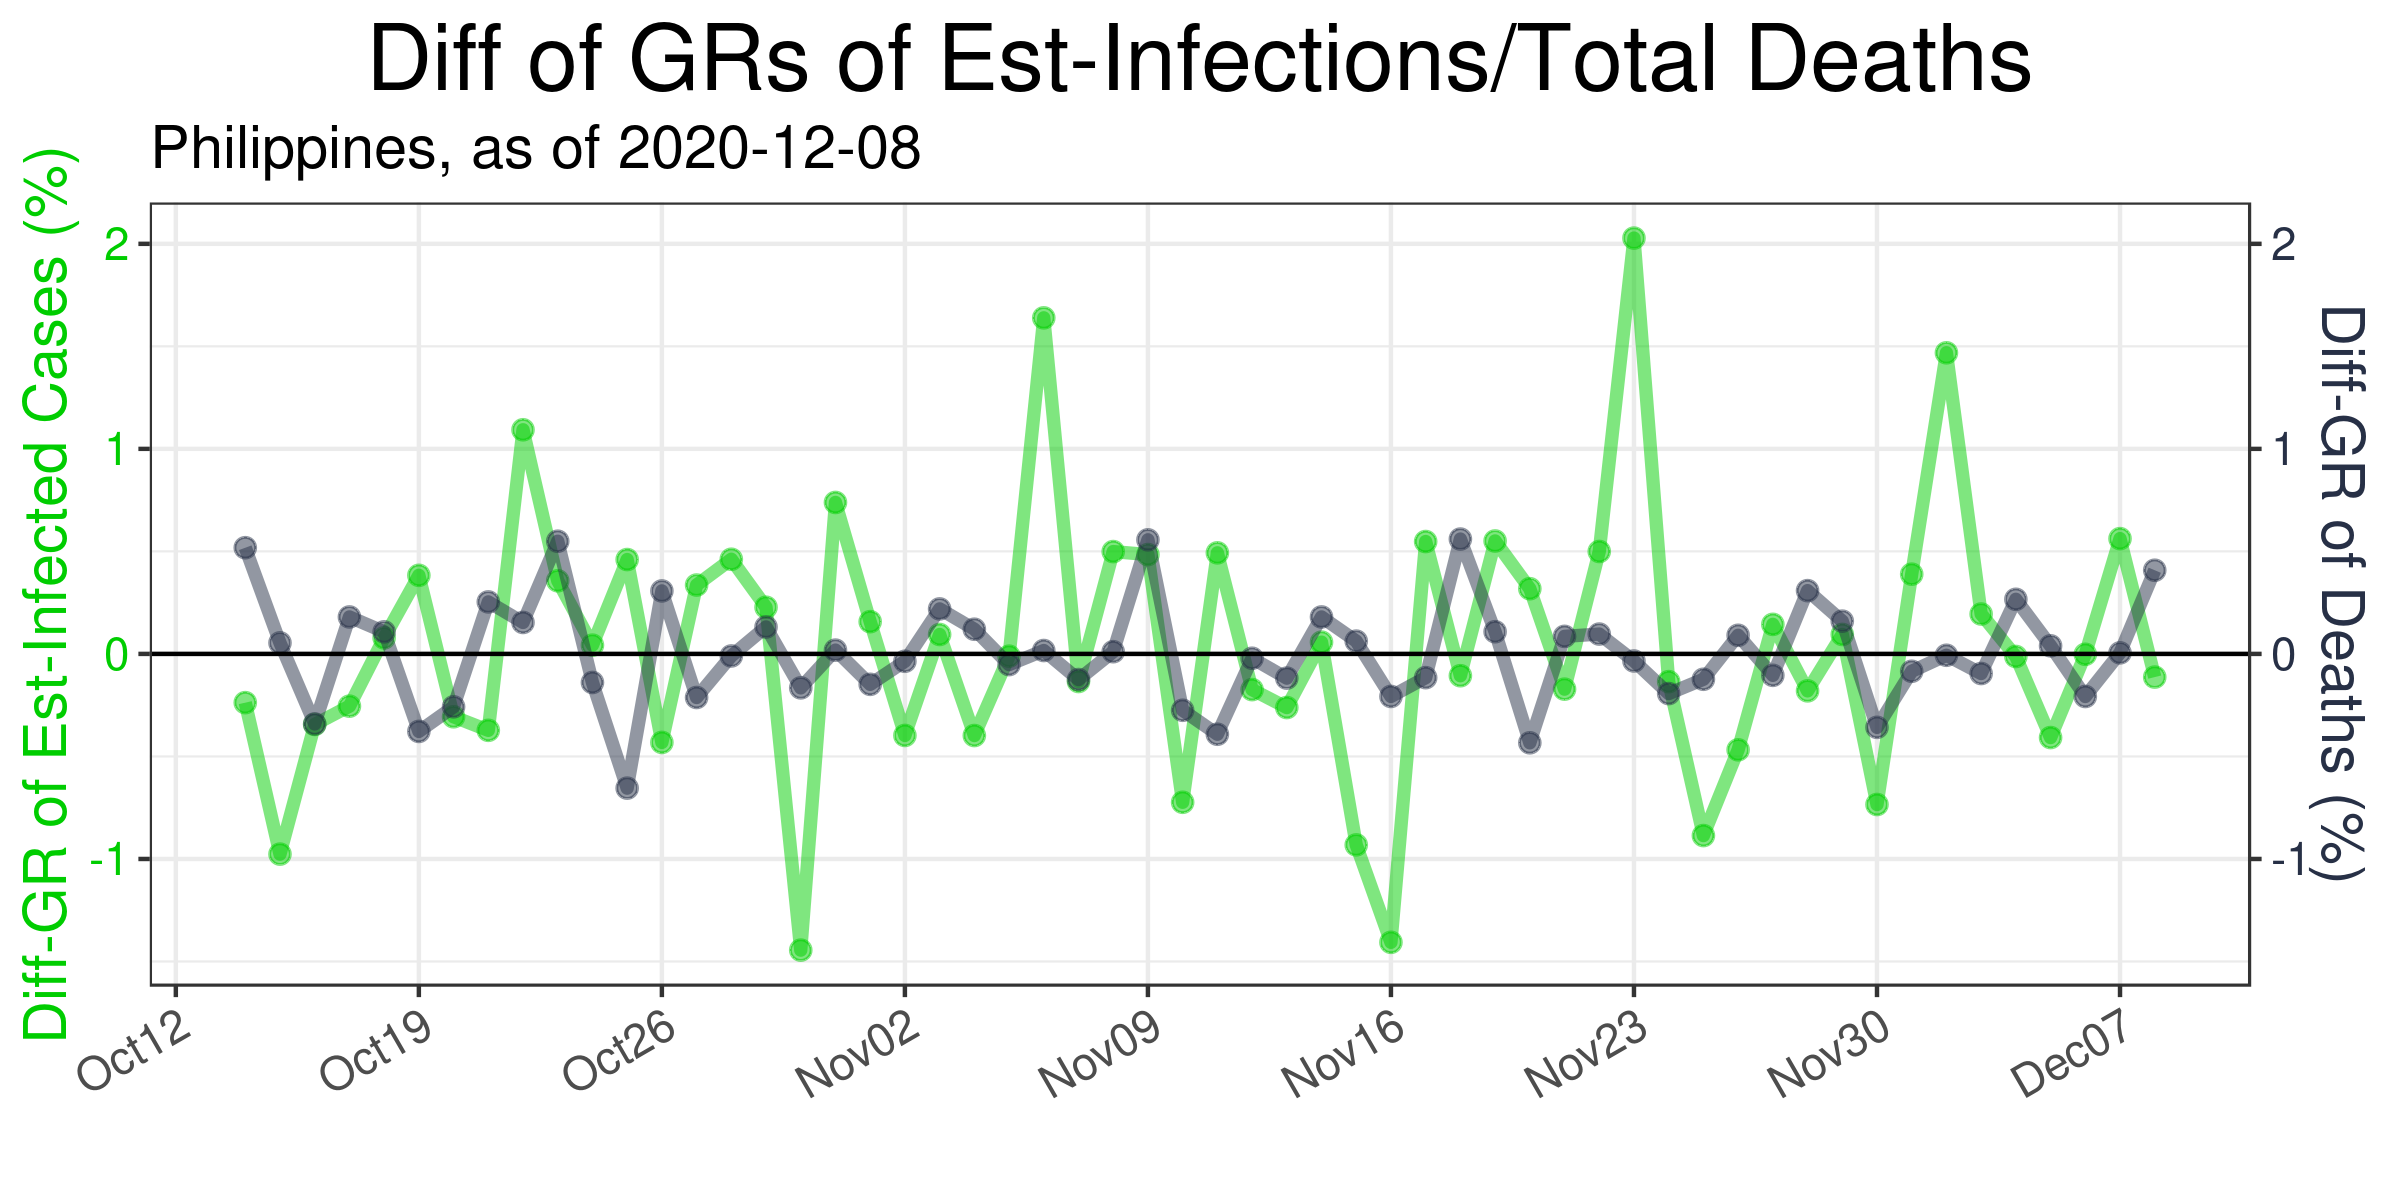 Diff of GRs of Est-Infections/Total Deaths
Philippines, as of 2020-12-08
Diff-GR of Est-Infected Cases (%)
2
1
0
-1
2
1
0
-1
Diff-GR of Deaths (%)
Oct12
Oct19
Oct26
Nov02
Nov09
Nov16
Nov23
Nov30
Dec07